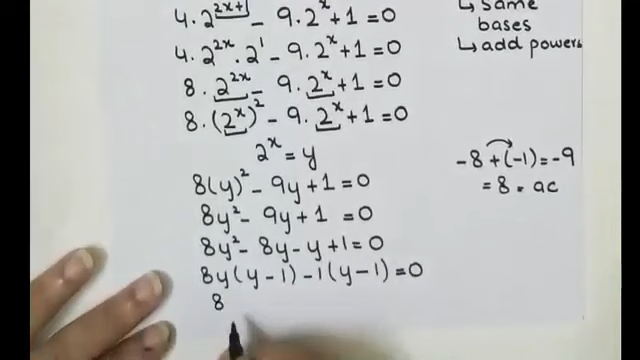 4.2^{2x+1} - 9.2^x + 1 = 0
4.2^{2x}.2^1 - 9.2^x + 1 = 0
8.2^{2x} - 9.2^x + 1 = 0
8.(2^x)^2 - 9.2^x + 1 = 0
2^x = y
8(y)^2 - 9y + 1 = 0
8y^2 - 9y + 1 = 0
8y^2 - 8y - y + 1 = 0
8y(y-1) - 1(y-1) = 0
8
↳ same
bases
↳ add powers
-8 + (-1) = -9
= 8 = ac